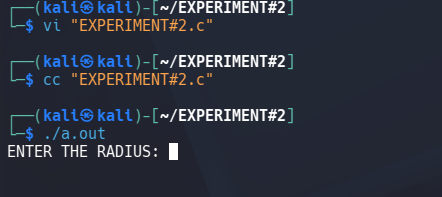 ┌──(kali㉿kali)-[~/EXPERIMENT#2]
└─$ vi "EXPERIMENT#2.c"
┌──(kali㉿kali)-[~/EXPERIMENT#2]
└─$ cc "EXPERIMENT#2.c"
┌──(kali㉿kali)-[~/EXPERIMENT#2]
└─$ ./a.out
ENTER THE RADIUS: